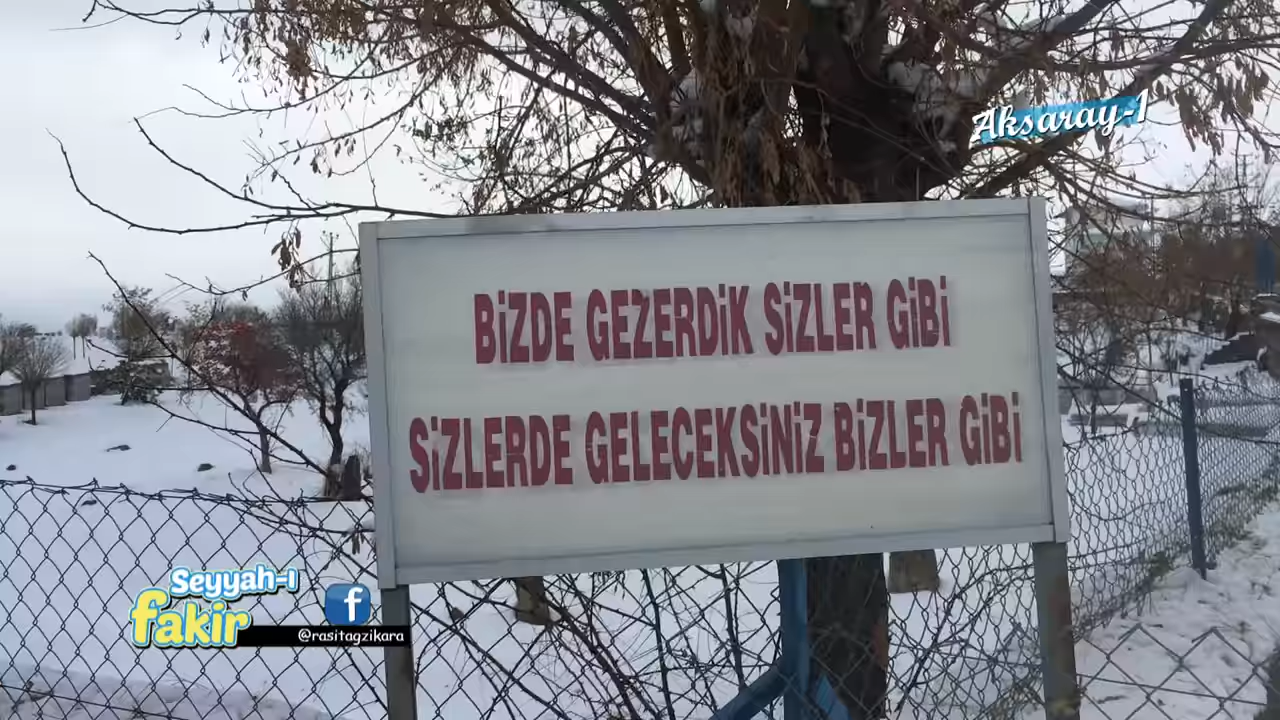 Aksaray-1
BİZDE GEZERDİK SİZLER GİBİ
SİZLERDE GELECEKSİNİZ BİZLER GİBİ
Seyyah-ı
fakir
f
@rasitagzikara